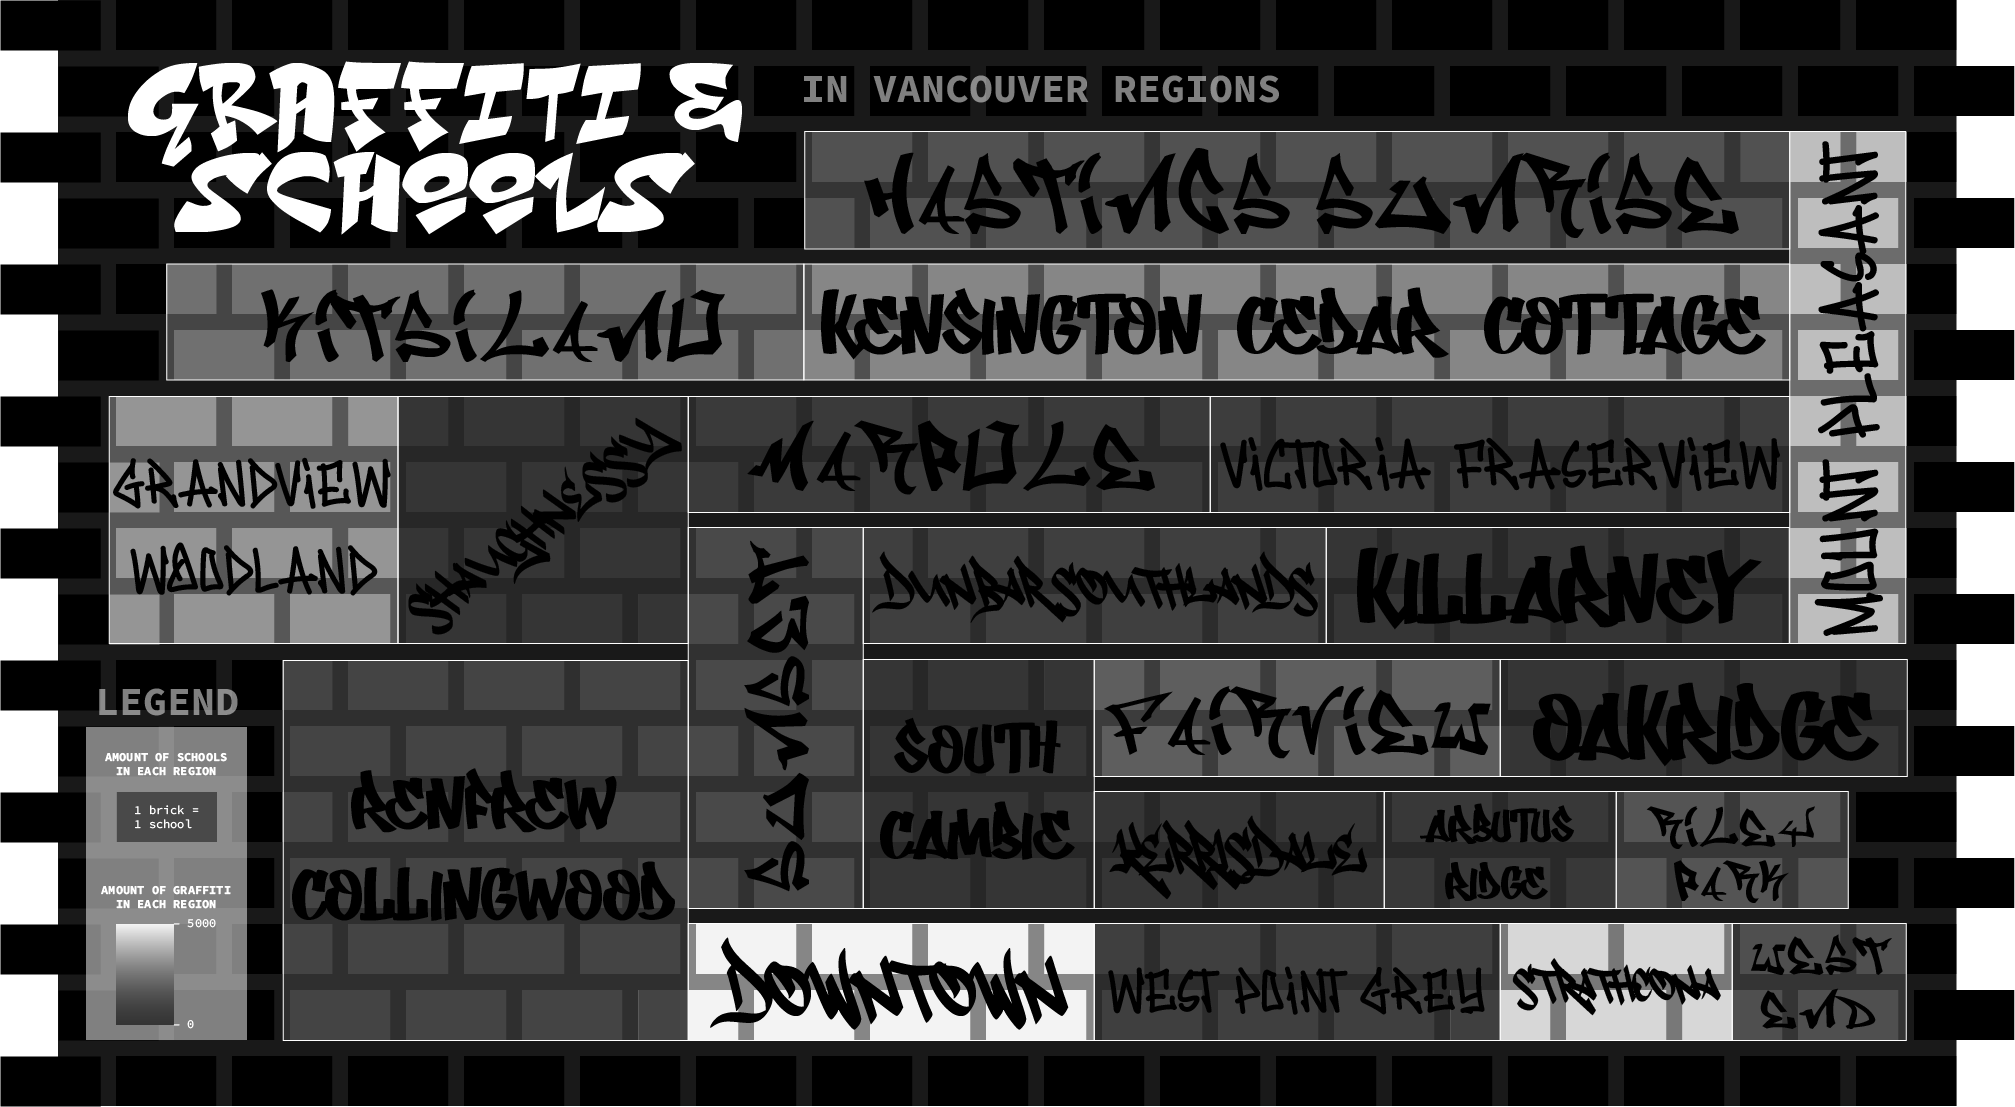 GRAFFITI &
SCHOOLS
IN VANCOUVER REGIONS
HASTINGS SUNRISE
MOUNT PLEASANT
KITSILANO
KENSINGTON CEDAR COTTAGE
GRANDVIEW
WOODLAND
SHAUGHNESSY
MARPOLE
VICTORIA FRASERVIEW
SUNSET
DUNBAR SOUTHLANDS
KILLARNEY
RENFREW
COLLINGWOOD
SOUTH
CAMBIE
FAIRVIEW
OAKRIDGE
KERRISDALE
ARBUTUS
RIDGE
RILEY
PARK
DOWNTOWN
WEST POINT GREY
STRATHCONA
WEST
END
LEGEND
AMOUNT OF SCHOOLS
IN EACH REGION
1 brick =
1 school
AMOUNT OF GRAFFITI
IN EACH REGION
5000
0